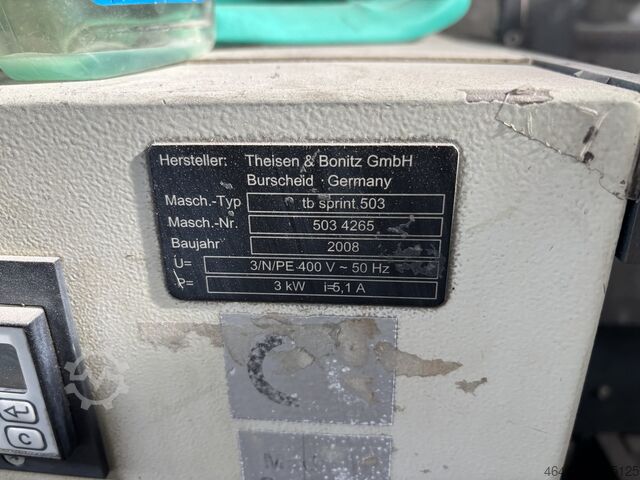 Hersteller: Theisen & Bonitz GmbH
Burscheid · Germany
Masch.-Typ tb sprint 503
Masch.-Nr. 503 4265
Baujahr 2008
U= 3/N/PE 400 V ~ 50 Hz
P= 3 kW i=5,1 A
C